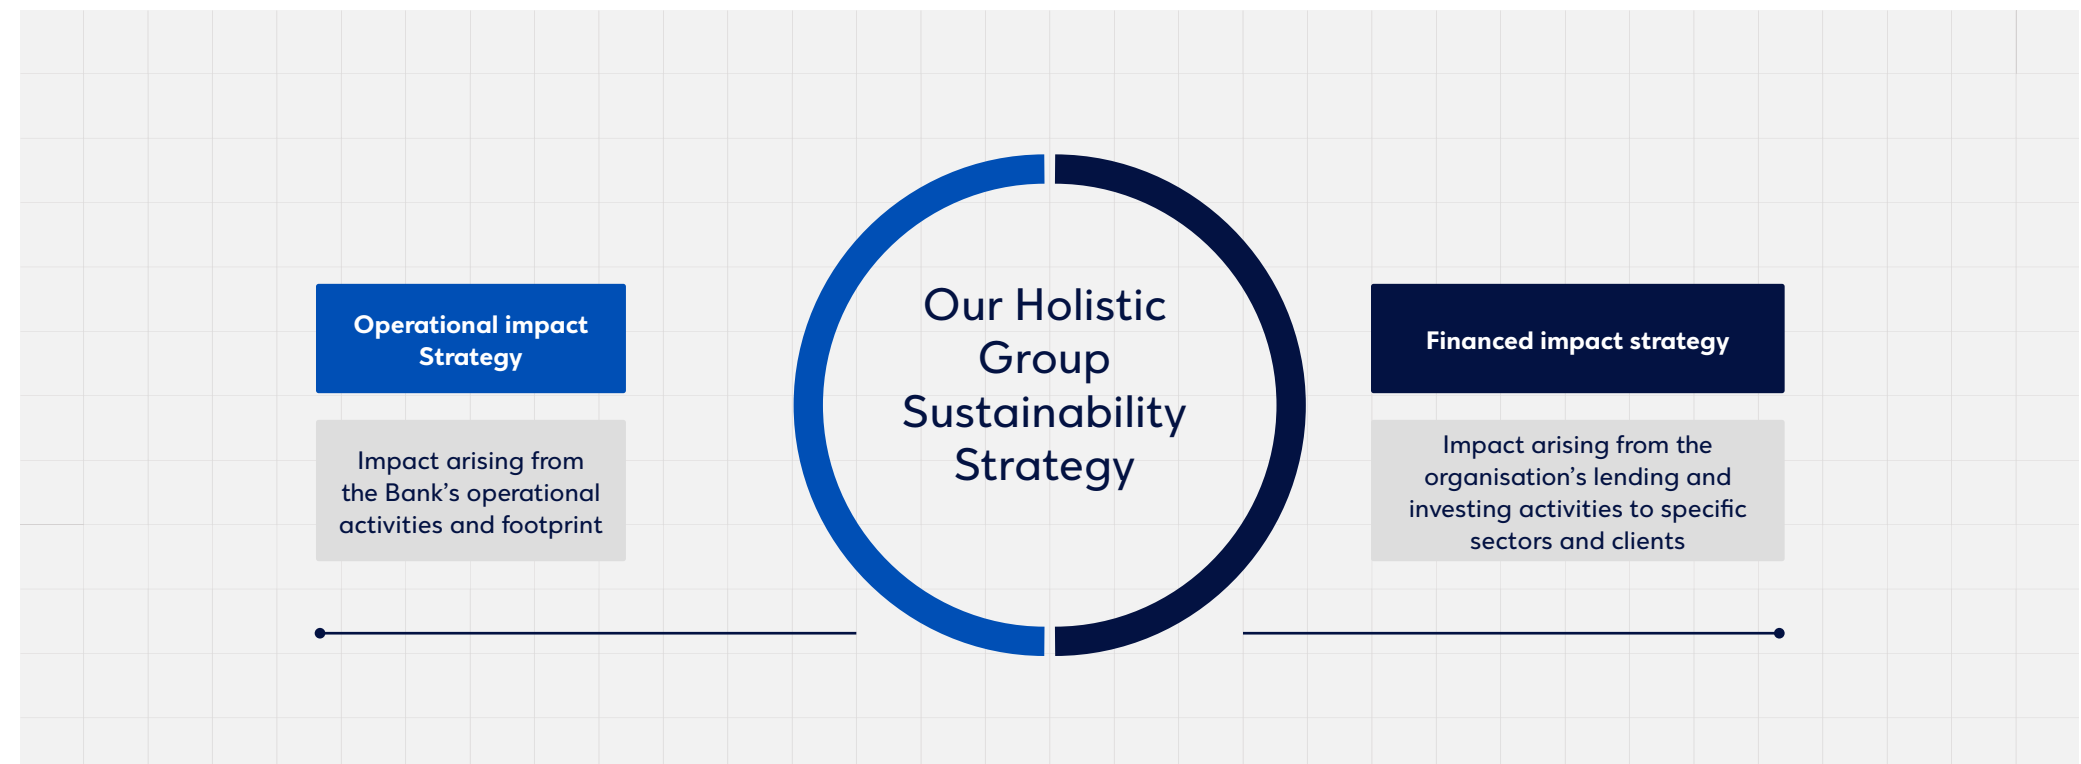 Operational impact
Strategy
Impact arising from
the Bank’s operational
activities and footprint
Our Holistic
Group
Sustainability
Strategy
Financed impact strategy
Impact arising from the
organisation’s lending and
investing activities to specific
sectors and clients